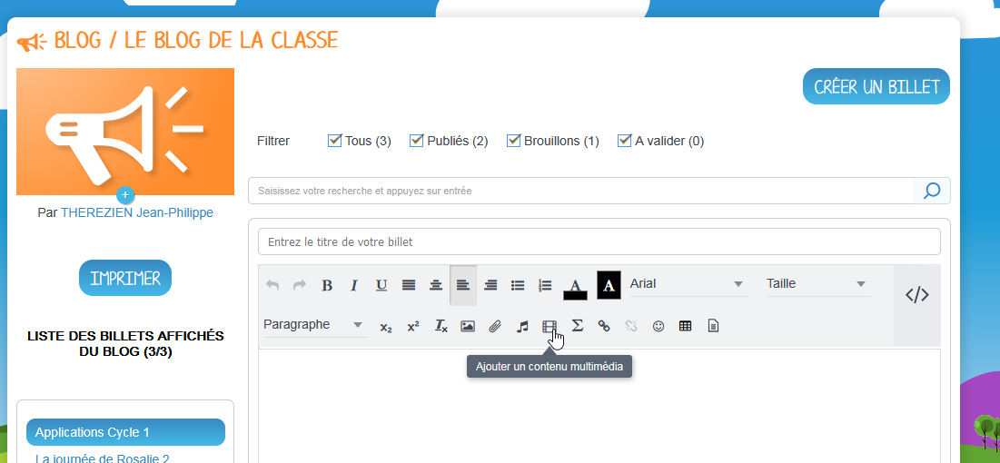 BLOG / LE BLOG DE LA CLASSE
CRÉER UN BILLET
Filtrer Tous (3) Publiés (2) Brouillons (1) A valider (0)
Saisissez votre recherche et appuyez sur entrée
Par THEREZIEN Jean-Philippe
IMPRIMER
LISTE DES BILLETS AFFICHÉS
DU BLOG (3/3)
Applications Cycle 1
La journée de Rosalie 2
Entrez le titre de votre billet
B I U A A Arial Taille </>
Paragraphe x₂ x² Tx Σ
Ajouter un contenu multimédia